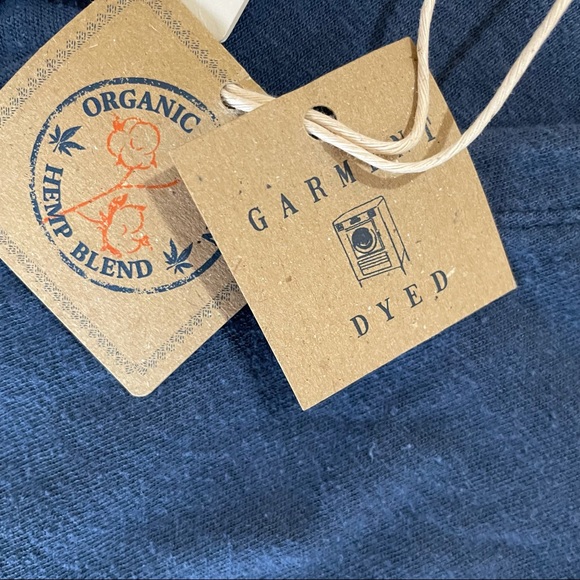 ORGANIC
HEMP BLEND
GARMENT
DYED